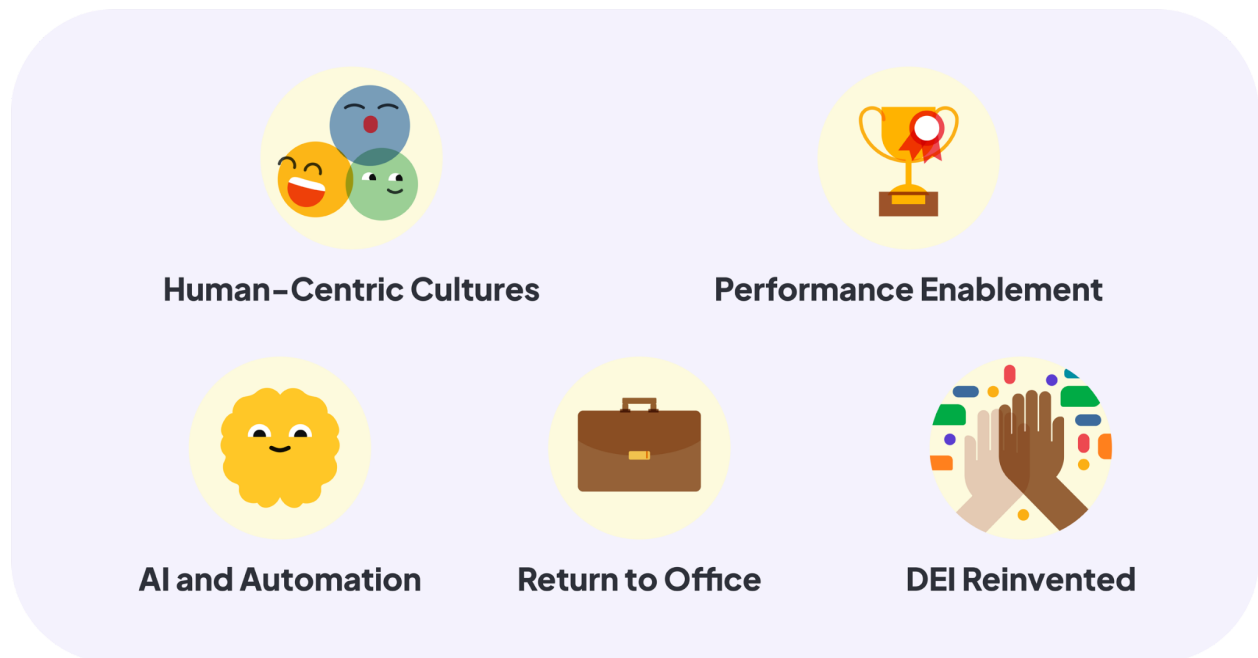 Human–Centric Cultures
Performance Enablement
AI and Automation
Return to Office
DEI Reinvented